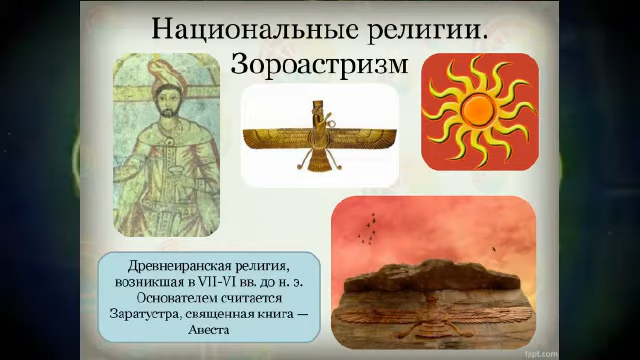 Национальные религии.
Зороастризм
Древнеиранская религия,
возникшая в VII-VI вв. до н. э.
Основателем считается
Заратустра, священная книга —
Авеста
fppt.com